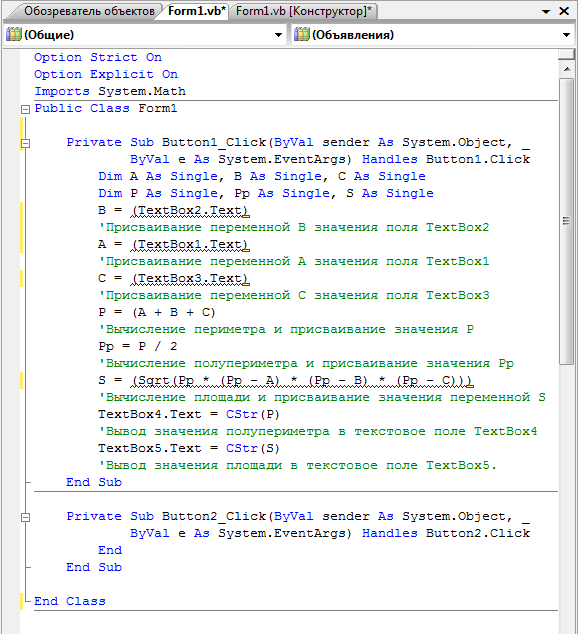 Обозреватель объектов Form1.vb* Form1.vb [Конструктор]*
(Общие) (Объявления)
Option Strict On
Option Explicit On
Imports System.Math
Public Class Form1
Private Sub Button1_Click(ByVal sender As System.Object, _
ByVal e As System.EventArgs) Handles Button1.Click
Dim A As Single, B As Single, C As Single
Dim P As Single, Pp As Single, S As Single
B = (TextBox2.Text)
'Присваивание переменной B значения поля TextBox2
A = (TextBox1.Text)
'Присваивание переменной A значения поля TextBox1
C = (TextBox3.Text)
'Присваивание переменной C значения поля TextBox3
P = (A + B + C)
'Вычисление периметра и присваивание значения P
Pp = P / 2
'Вычисление полупериметра и присваивание значения Pp
S = (Sqrt(Pp * (Pp - A) * (Pp - B) * (Pp - C)))
'Вычисление площади и присваивание значения переменной S
TextBox4.Text = CStr(P)
'Вывод значения полупериметра в текстовое поле TextBox4
TextBox5.Text = CStr(S)
'Вывод значения площади в текстовое поле TextBox5.
End Sub
Private Sub Button2_Click(ByVal sender As System.Object, _
ByVal e As System.EventArgs) Handles Button2.Click
End
End Sub
End Class